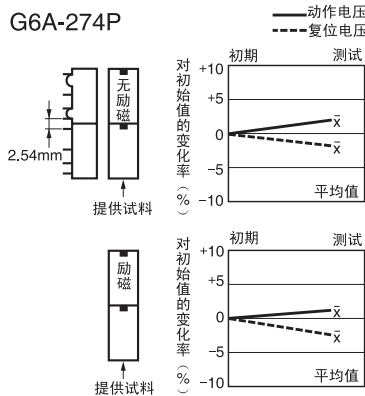 G6A-274P
动作电压
复位电压
无励磁
2.54mm
提供试料
对初始值的变化率（%）
初期
测试
+10
+5
0
−5
−10
x̄
x̄
平均值
励磁
提供试料
对初始值的变化率（%）
初期
测试
+10
+5
0
−5
−10
x̄
x̄
平均值